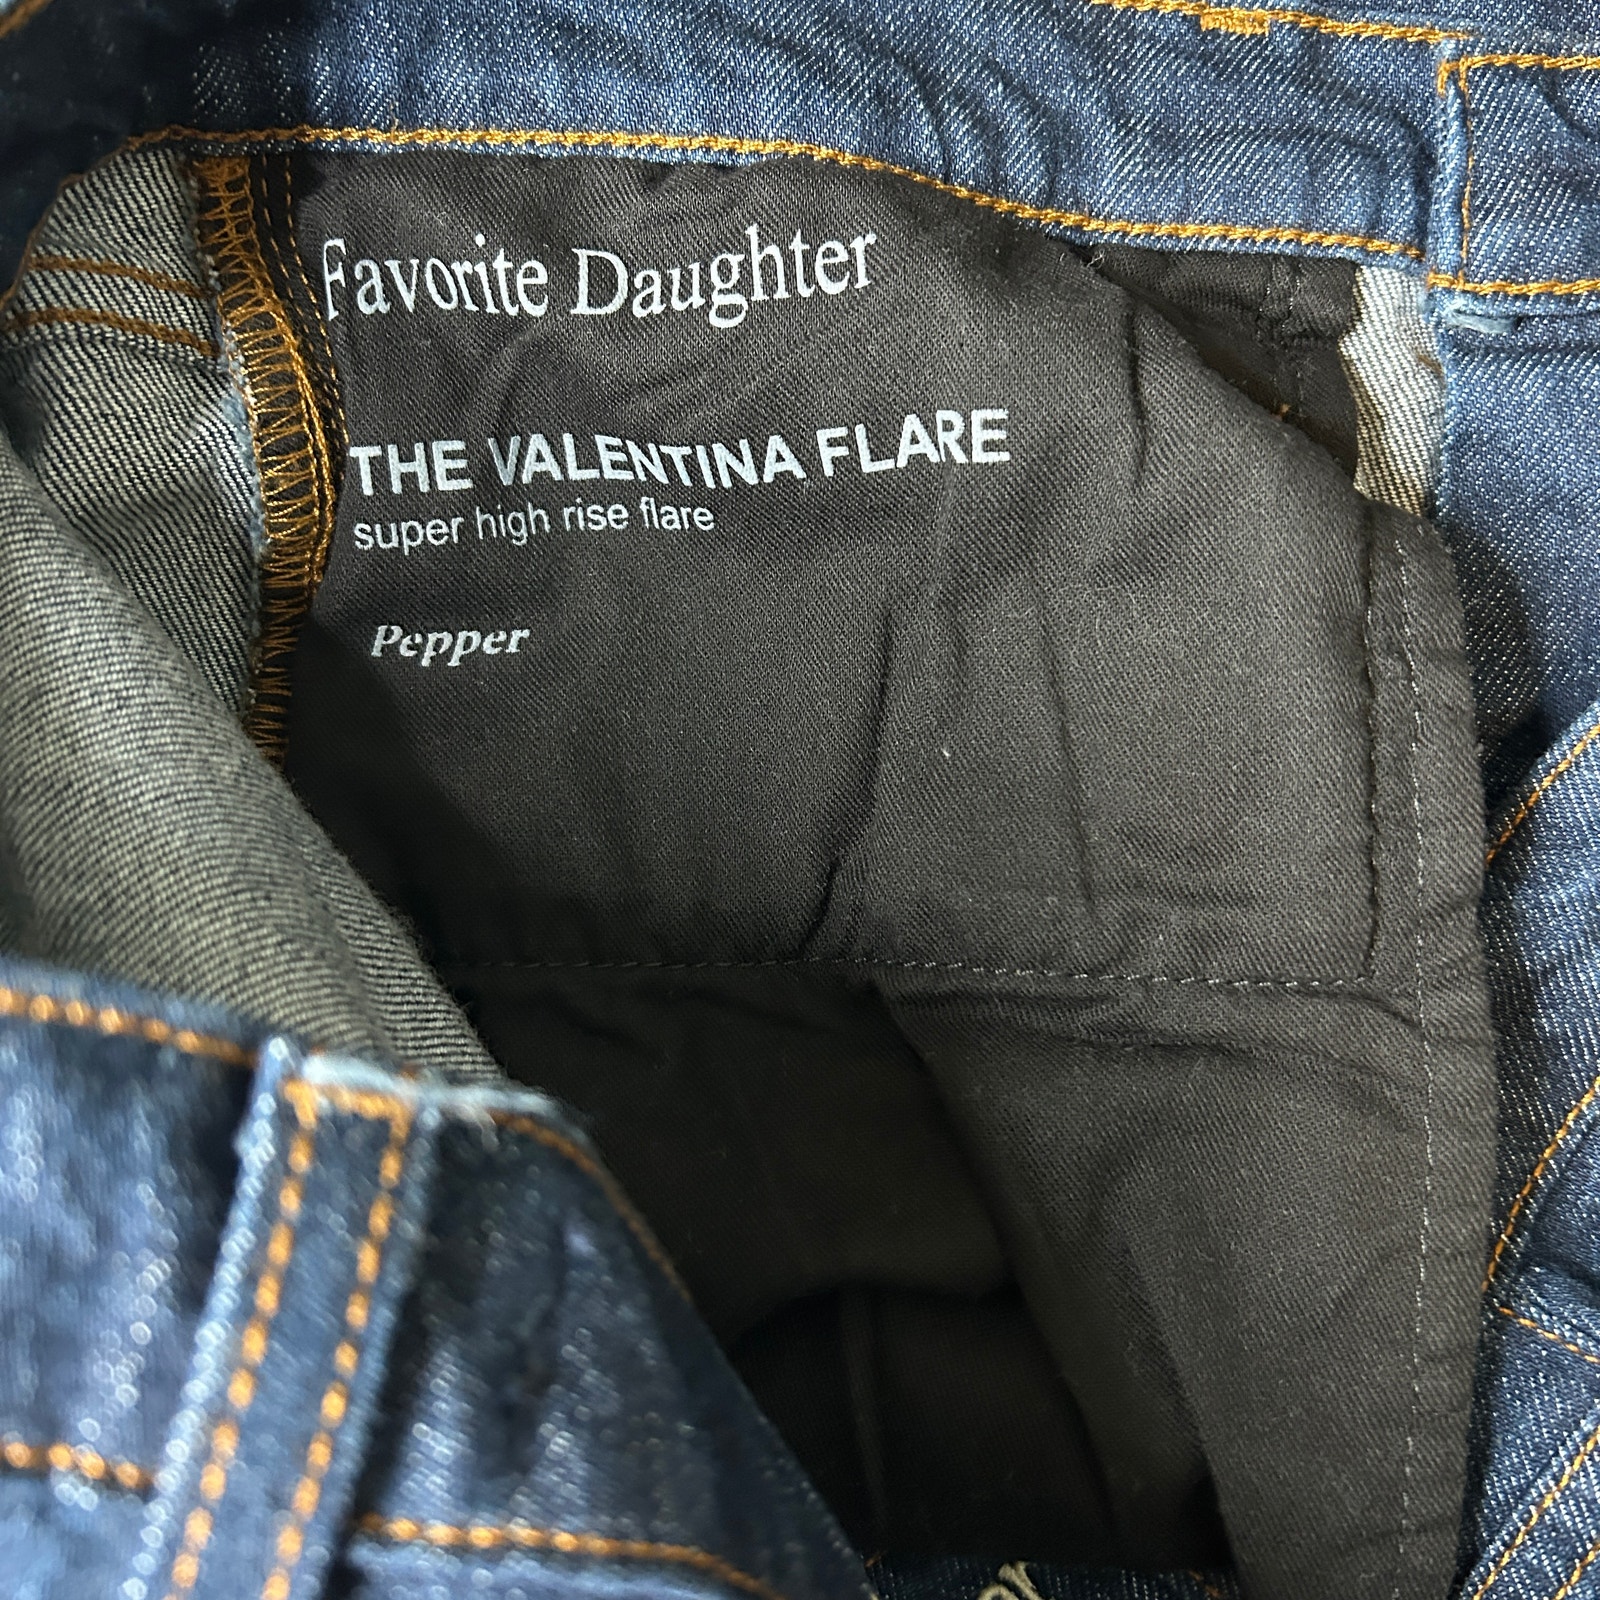 Favorite Daughter
THE VALENTINA FLARE
super high rise flare
Pepper